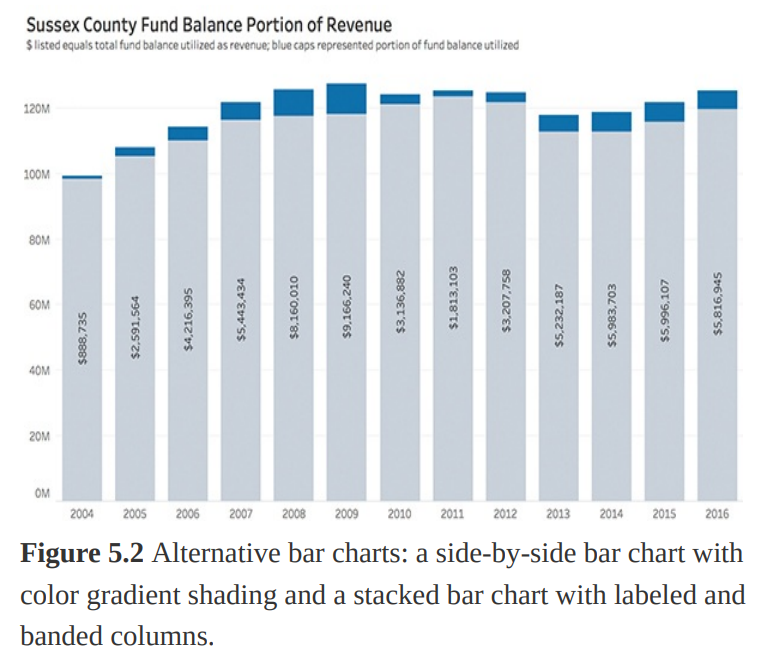 Sussex County Fund Balance Portion of Revenue
$ listed equals total fund balance utilized as revenue; blue caps represented portion of fund balance utilized
120M
100M
80M
60M
40M
20M
0M
$888,735
$2,591,564
$4,216,395
$5,443,434
$8,160,010
$9,166,240
$3,136,882
$1,813,103
$3,207,758
$5,232,187
$5,983,703
$5,996,107
$5,816,945
2004 2005 2006 2007 2008 2009 2010 2011 2012 2013 2014 2015 2016
Figure 5.2 Alternative bar charts: a side-by-side bar chart with
color gradient shading and a stacked bar chart with labeled and
banded columns.